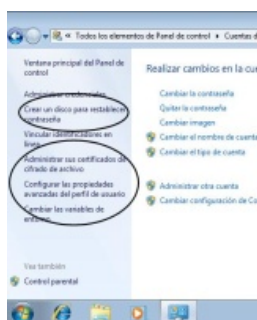 « Todos los elementos de Panel de control ▸ Cuentas d
Ventana principal del Panel de
control
Administrar credenciales
Crear un disco para restablecer
contraseña
Vincular identificadores en
línea
Administrar sus certificados de
cifrado de archivo
Configurar las propiedades
avanzadas del perfil de usuario
Cambiar las variables de
entorno
Vea también
Control parental
Realizar cambios en la cue
Cambiar la contraseña
Quitar la contraseña
Cambiar imagen
Cambiar el nombre de cuenta
Cambiar el tipo de cuenta
Administrar otra cuenta
Cambiar configuración de Co